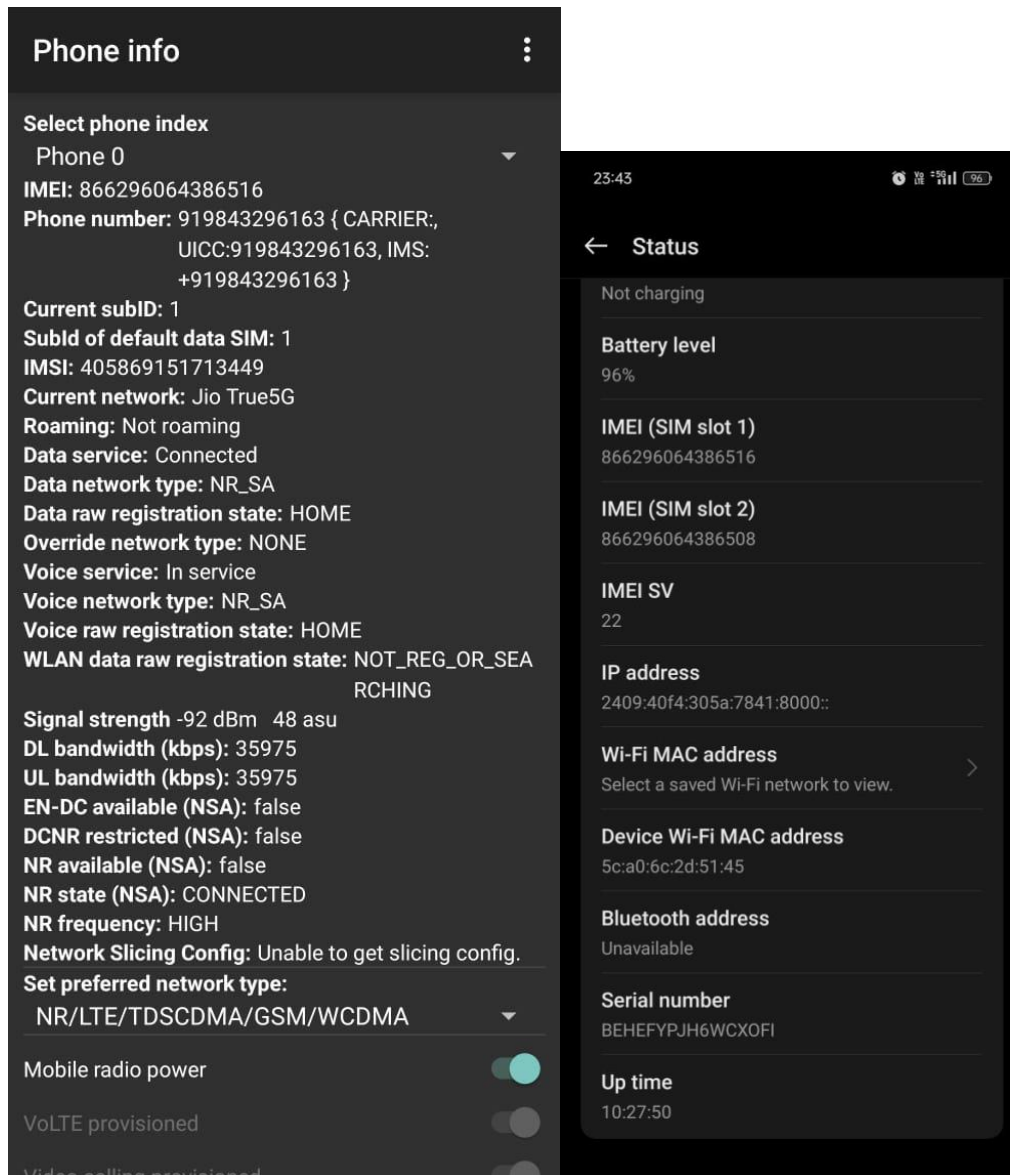 Phone info
Select phone index
Phone 0
IMEI: 866296064386516
Phone number: 919843296163 { CARRIER:,
UICC:919843296163, IMS:
+919843296163 }
Current subID: 1
SubId of default data SIM: 1
IMSI: 405869151713449
Current network: Jio True5G
Roaming: Not roaming
Data service: Connected
Data network type: NR_SA
Data raw registration state: HOME
Override network type: NONE
Voice service: In service
Voice network type: NR_SA
Voice raw registration state: HOME
WLAN data raw registration state: NOT_REG_OR_SEA
RCHING
Signal strength -92 dBm 48 asu
DL bandwidth (kbps): 35975
UL bandwidth (kbps): 35975
EN-DC available (NSA): false
DCNR restricted (NSA): false
NR available (NSA): false
NR state (NSA): CONNECTED
NR frequency: HIGH
Network Slicing Config: Unable to get slicing config.
Set preferred network type:
NR/LTE/TDSCDMA/GSM/WCDMA
Mobile radio power
VoLTE provisioned
Video calling provisioned
23:43
5G
96
Status
Not charging
Battery level
96%
IMEI (SIM slot 1)
866296064386516
IMEI (SIM slot 2)
866296064386508
IMEI SV
22
IP address
2409:40f4:305a:7841:8000::
Wi-Fi MAC address
Select a saved Wi-Fi network to view.
Device Wi-Fi MAC address
5c:a0:6c:2d:51:45
Bluetooth address
Unavailable
Serial number
BEHEFYPJH6WCXOFI
Up time
10:27:50